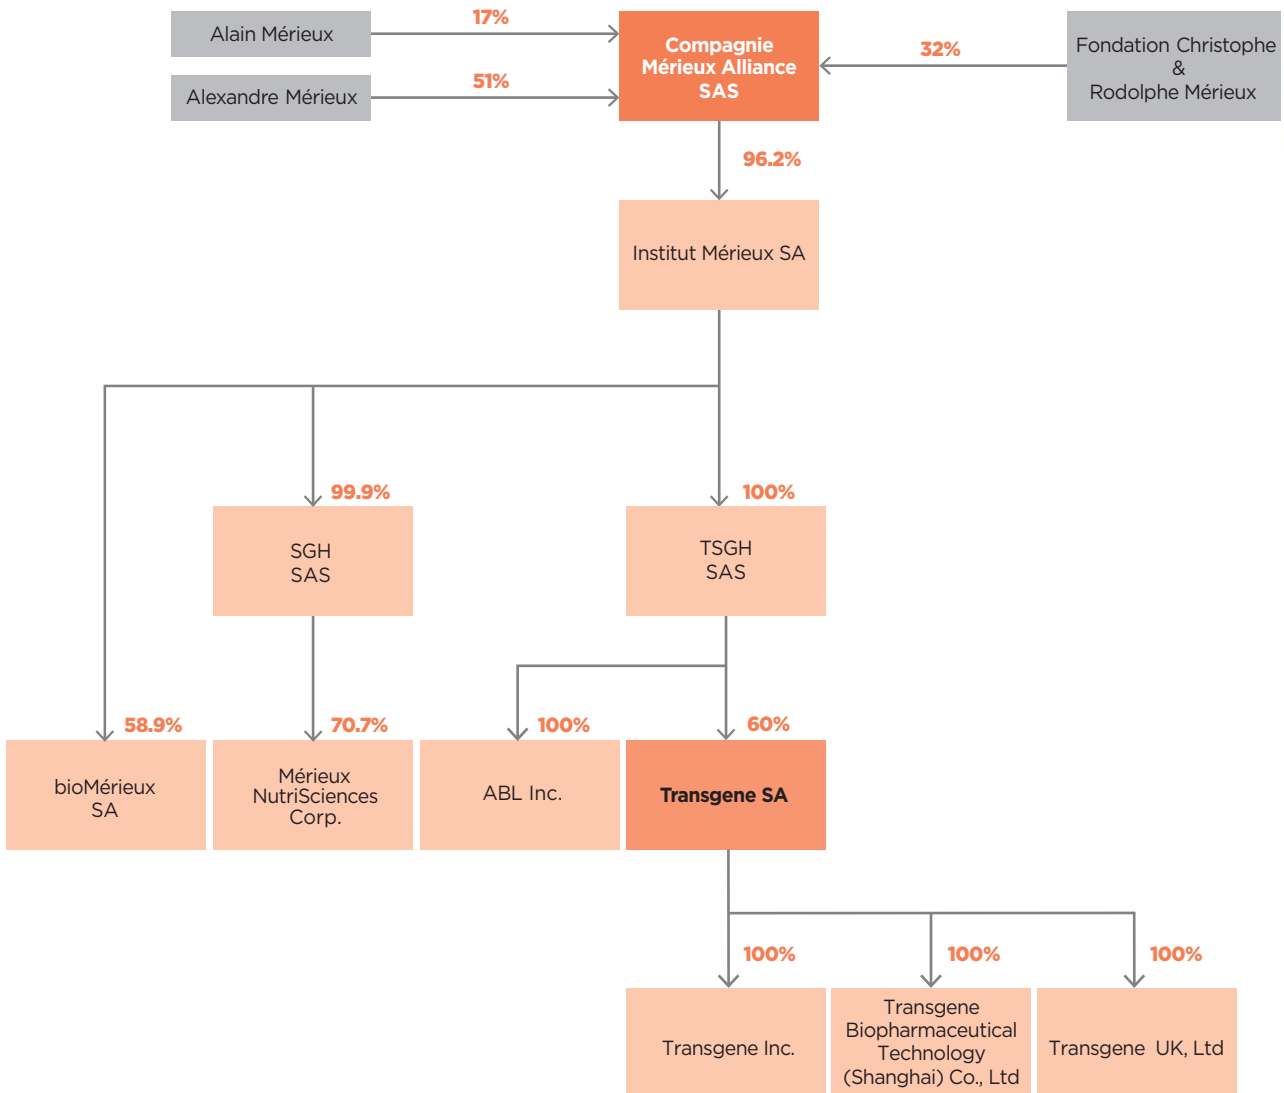 Alain Mérieux
17%
Alexandre Mérieux
51%
Compagnie
Mérieux Alliance
SAS
32%
Fondation Christophe
&
Rodolphe Mérieux
96.2%
Institut Mérieux SA
99.9%
100%
SGH
SAS
TSGH
SAS
58.9%
70.7%
100%
60%
bioMérieux
SA
Mérieux
NutriSciences
Corp.
ABL Inc.
Transgene SA
100%
100%
100%
Transgene Inc.
Transgene
Biopharmaceutical
Technology
(Shanghai) Co., Ltd
Transgene UK, Ltd